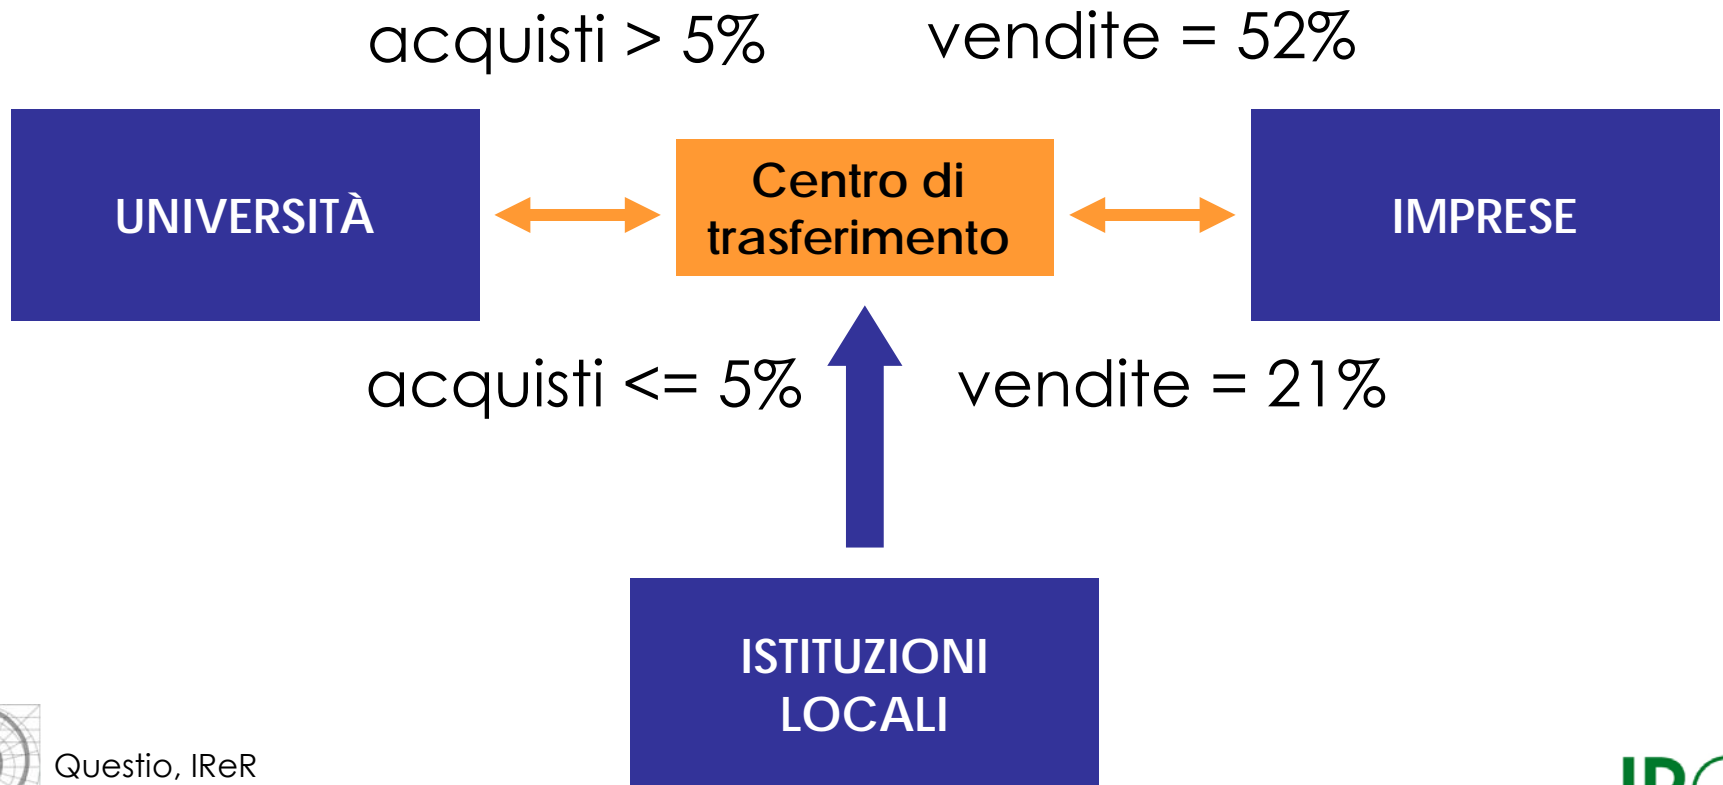 acquisti > 5% vendite = 52%
UNIVERSITÀ
Centro di
trasferimento
IMPRESE
acquisti <= 5% vendite = 21%
ISTITUZIONI
LOCALI
Questio, IReR